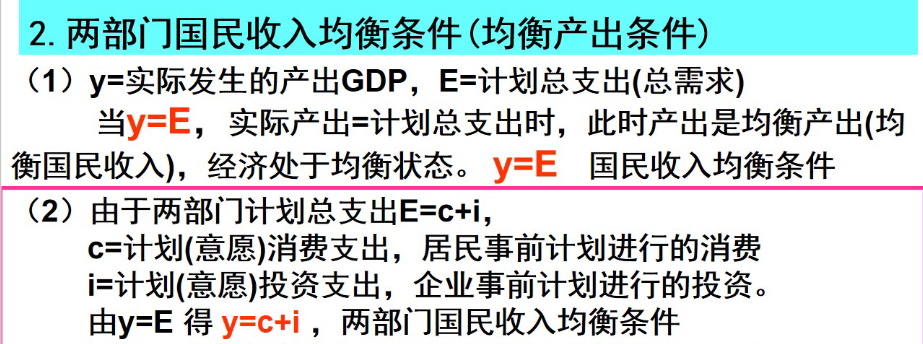 2.两部门国民收入均衡条件(均衡产出条件)
（1）y=实际发生的产出GDP，E=计划总支出(总需求)
当y=E，实际产出=计划总支出时，此时产出是均衡产出(均
衡国民收入)，经济处于均衡状态。y=E 国民收入均衡条件
（2）由于两部门计划总支出E=c+i，
c=计划(意愿)消费支出，居民事前计划进行的消费
i=计划(意愿)投资支出，企业事前计划进行的投资。
由y=E 得 y=c+i ，两部门国民收入均衡条件